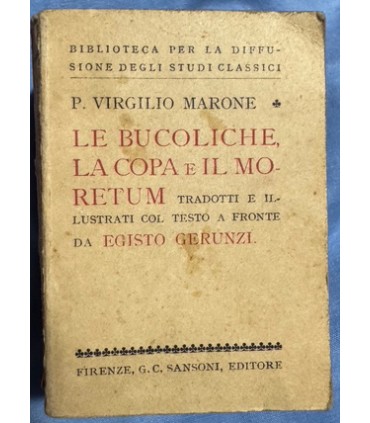 BIBLIOTECA PER LA DIFFU-
SIONE DEGLI STUDI CLASSICI
P. VIRGILIO MARONE
LE BUCOLICHE,
LA COPA E IL MO-
RETUM TRADOTTI E IL-
LUSTRATI COL TESTO A FRONTE
DA EGISTO GERUNZI.
FIRENZE, G. C. SANSONI, EDITORE